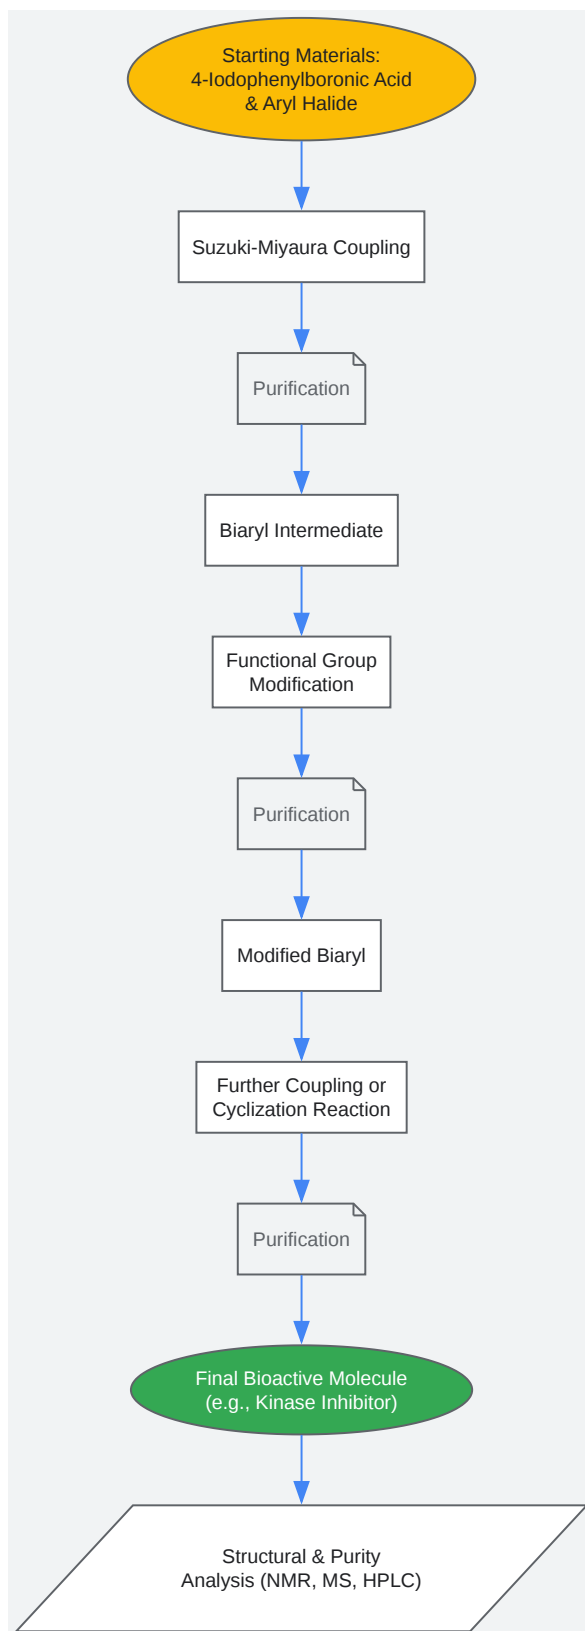 Starting Materials:
4-Iodophenylboronic Acid
& Aryl Halide
Suzuki-Miyaura Coupling
Purification
Biaryl Intermediate
Functional Group
Modification
Purification
Modified Biaryl
Further Coupling or
Cyclization Reaction
Purification
Final Bioactive Molecule
(e.g., Kinase Inhibitor)
Structural & Purity
Analysis (NMR, MS, HPLC)